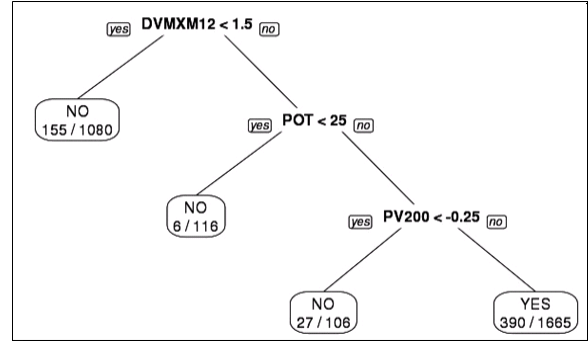 yes DVMXM12 < 1.5 no
NO
155 / 1080
yes POT < 25 no
NO
6 / 116
yes PV200 < -0.25 no
NO
27 / 106
YES
390 / 1665